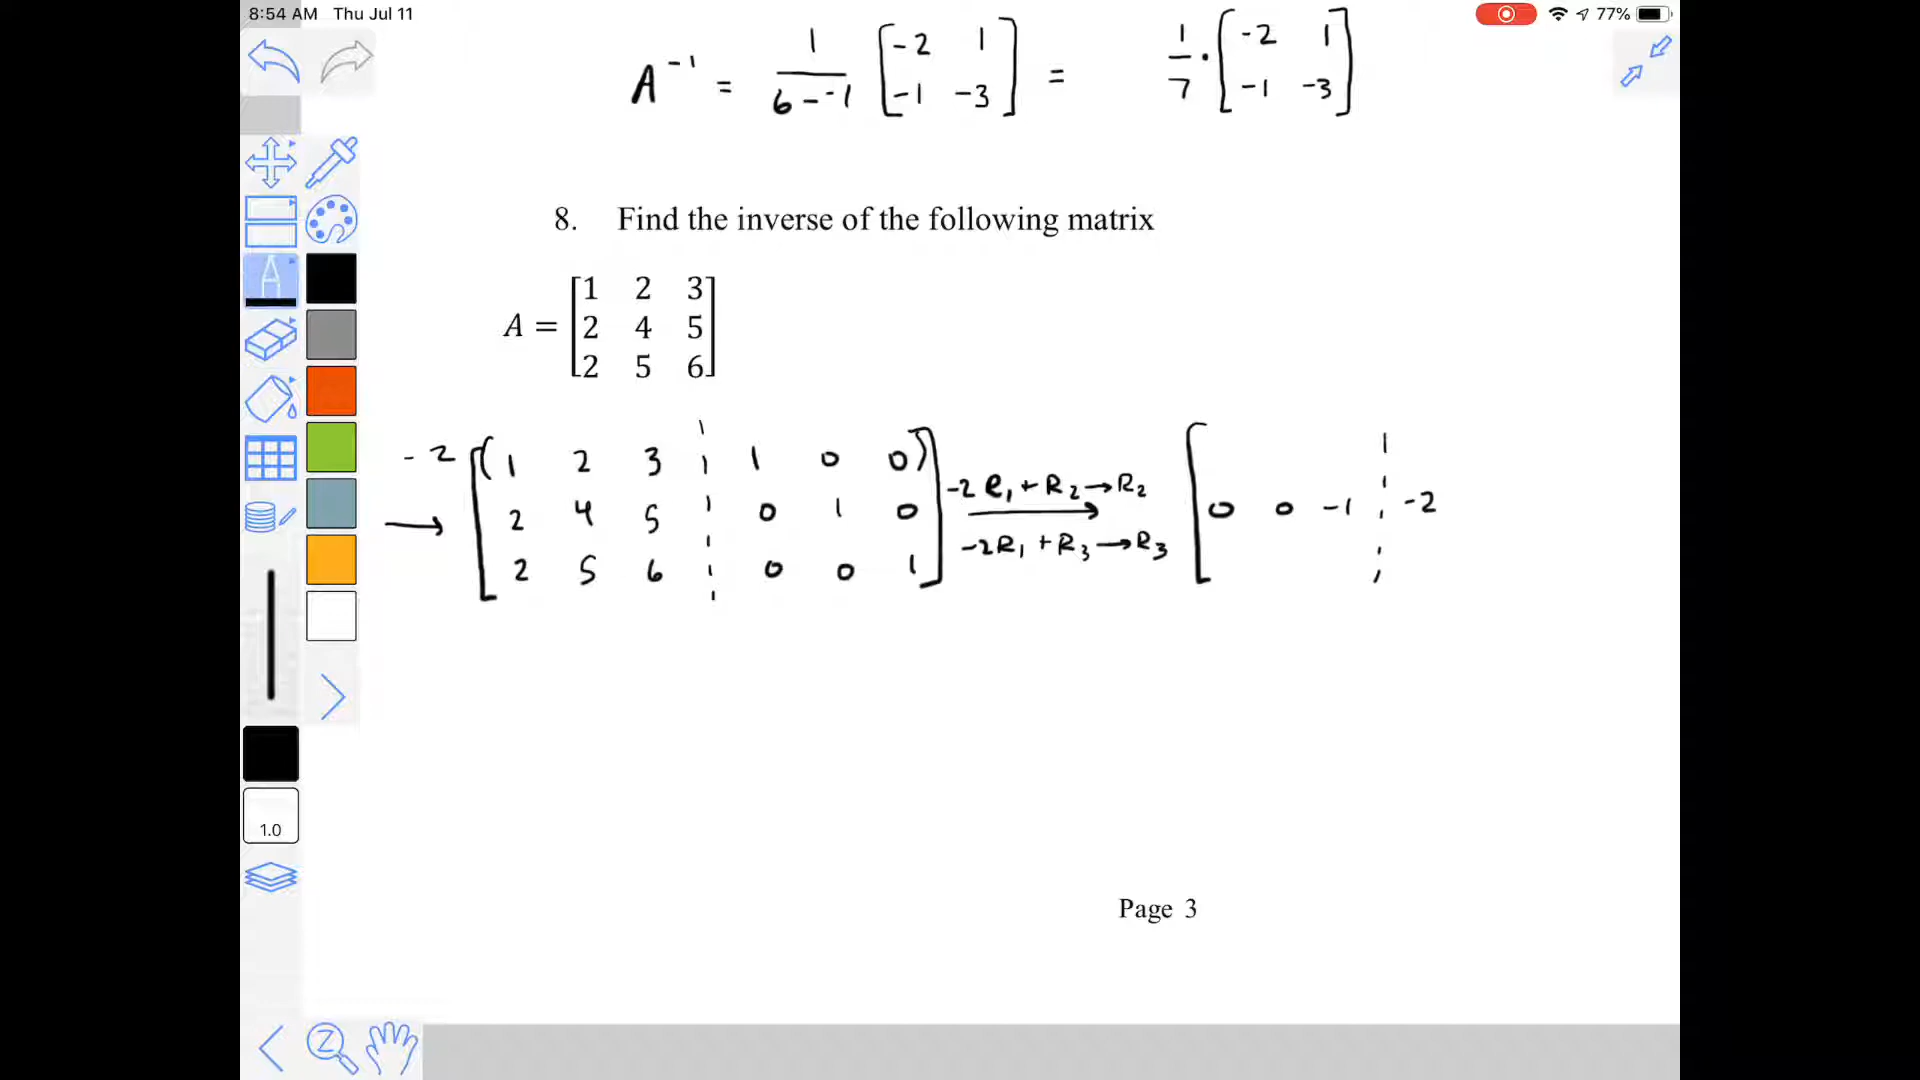 8:54 AM Thu Jul 11
77%
A⁻¹ = 1/(6 - -1) [-2 1; -1 -3] = 1/7 · [-2 1; -1 -3]
8. Find the inverse of the following matrix
A = [1 2 3
2 4 5
2 5 6]
-2 [(1 2 3 | 1 0 0)
-2R₁ + R₂ → R₂
→ 2 4 5 | 0 1 0
0 0 -1 | -2
-2R₁ + R₃ → R₃
2 5 6 | 0 0 1]
1.0
Page 3
Z